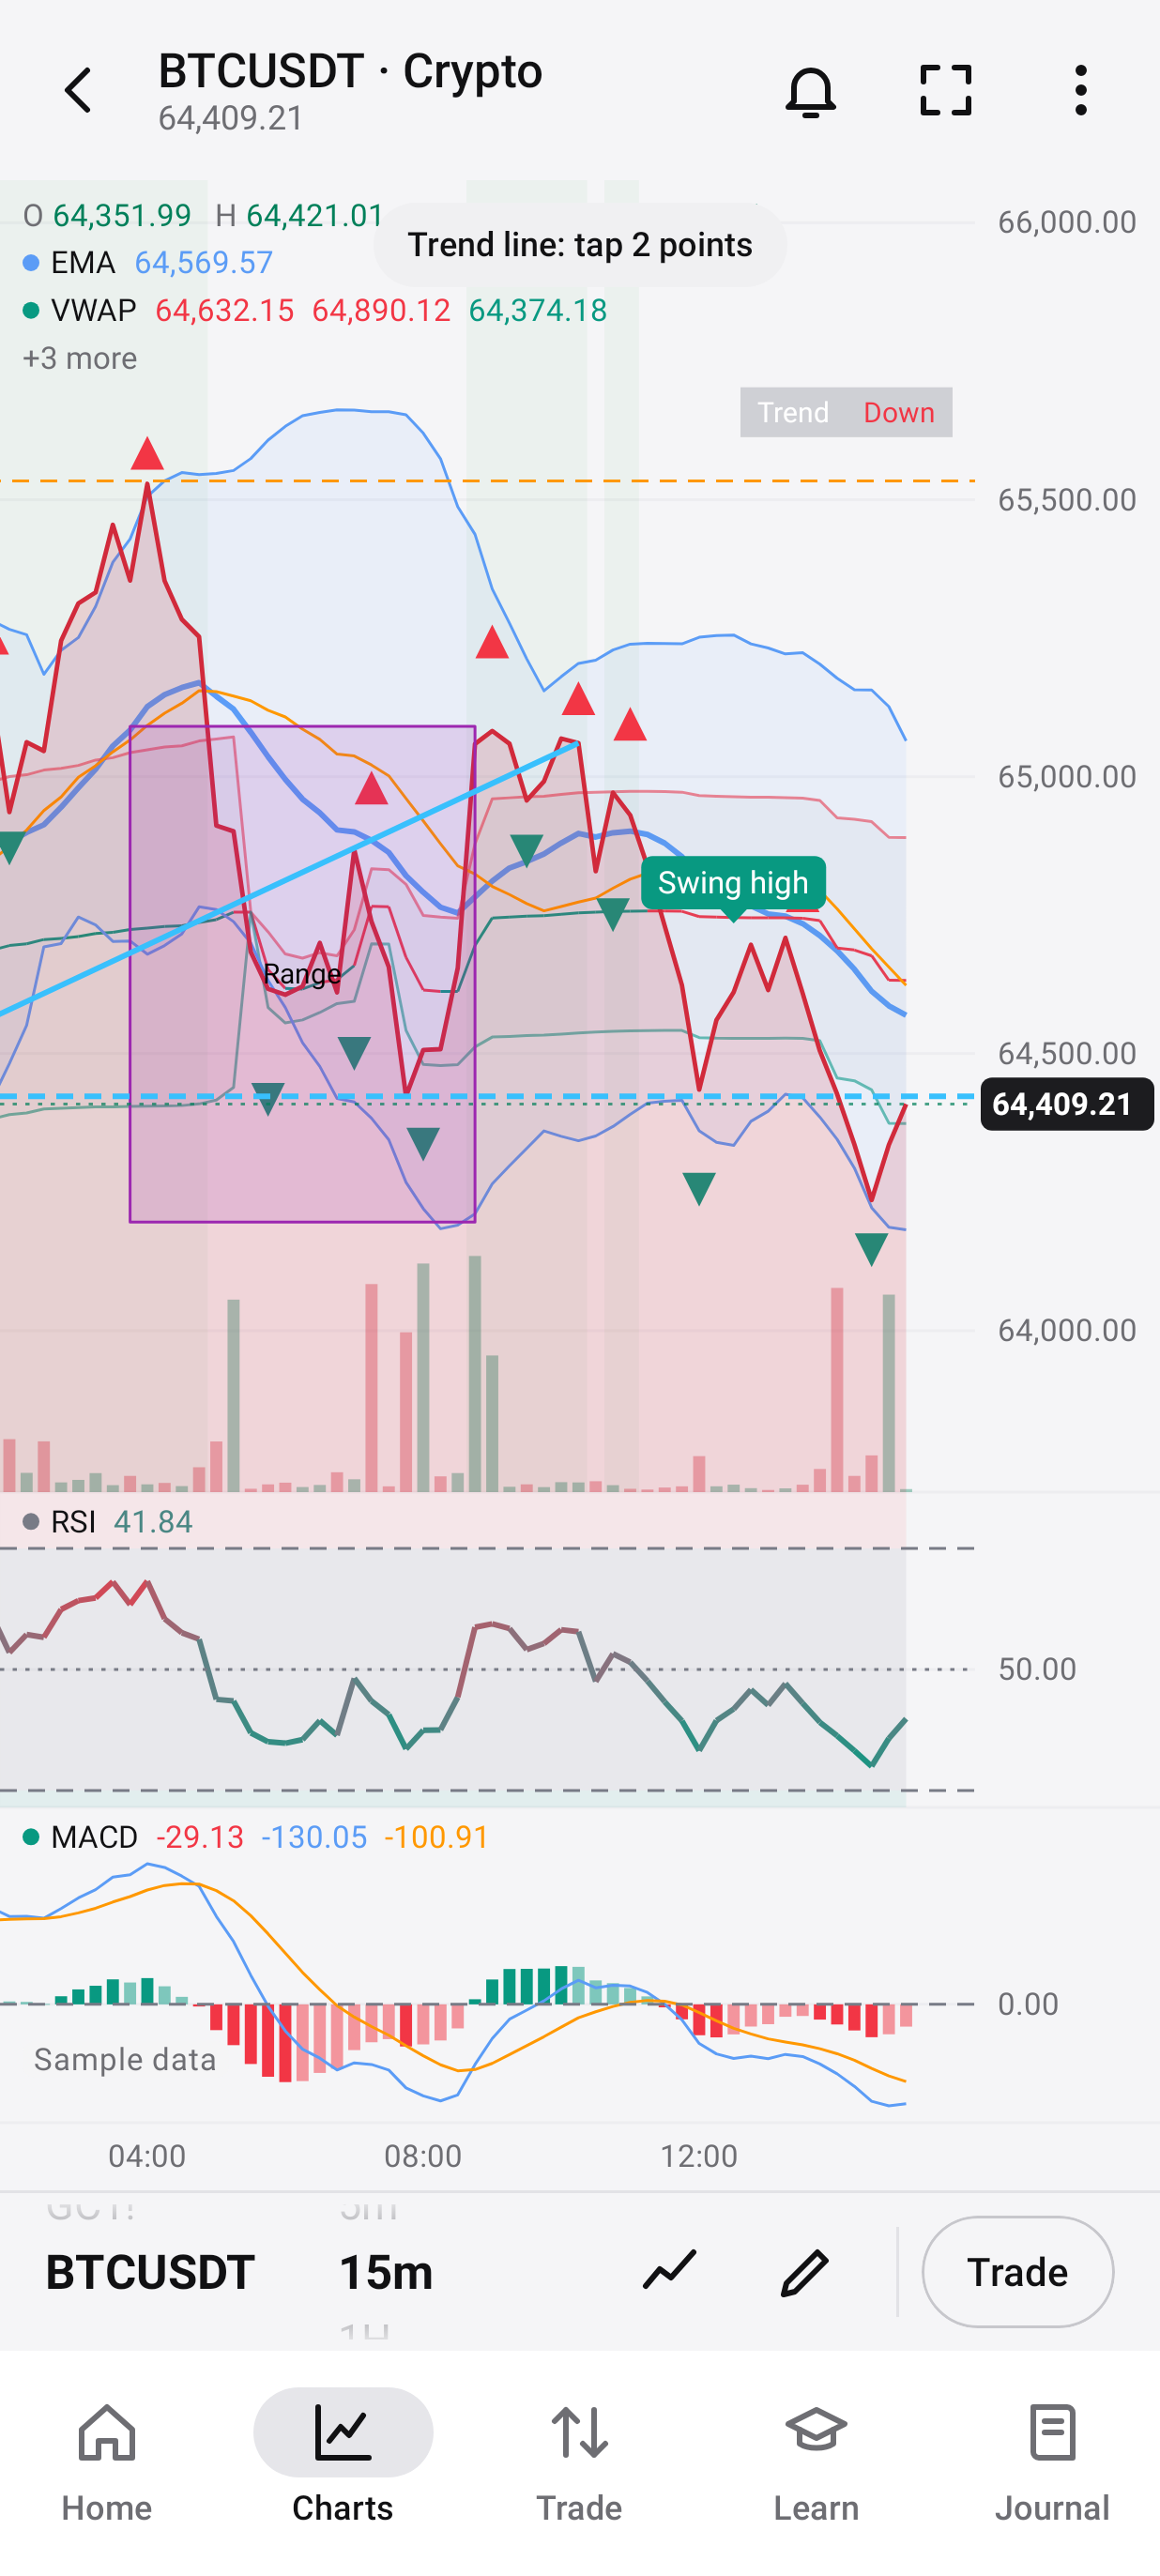 BTCUSDT · Crypto
64,409.21
O 64,351.99 H 64,421.01
Trend line: tap 2 points
EMA 64,569.57
VWAP 64,632.15 64,890.12 64,374.18
+3 more
Trend Down
66,000.00
65,500.00
65,000.00
Swing high
Range
64,500.00
64,409.21
64,000.00
RSI 41.84
50.00
MACD -29.13 -130.05 -100.91
0.00
Sample data
04:00 08:00 12:00
BTCUSDT 15m Trade
Home Charts Trade Learn Journal